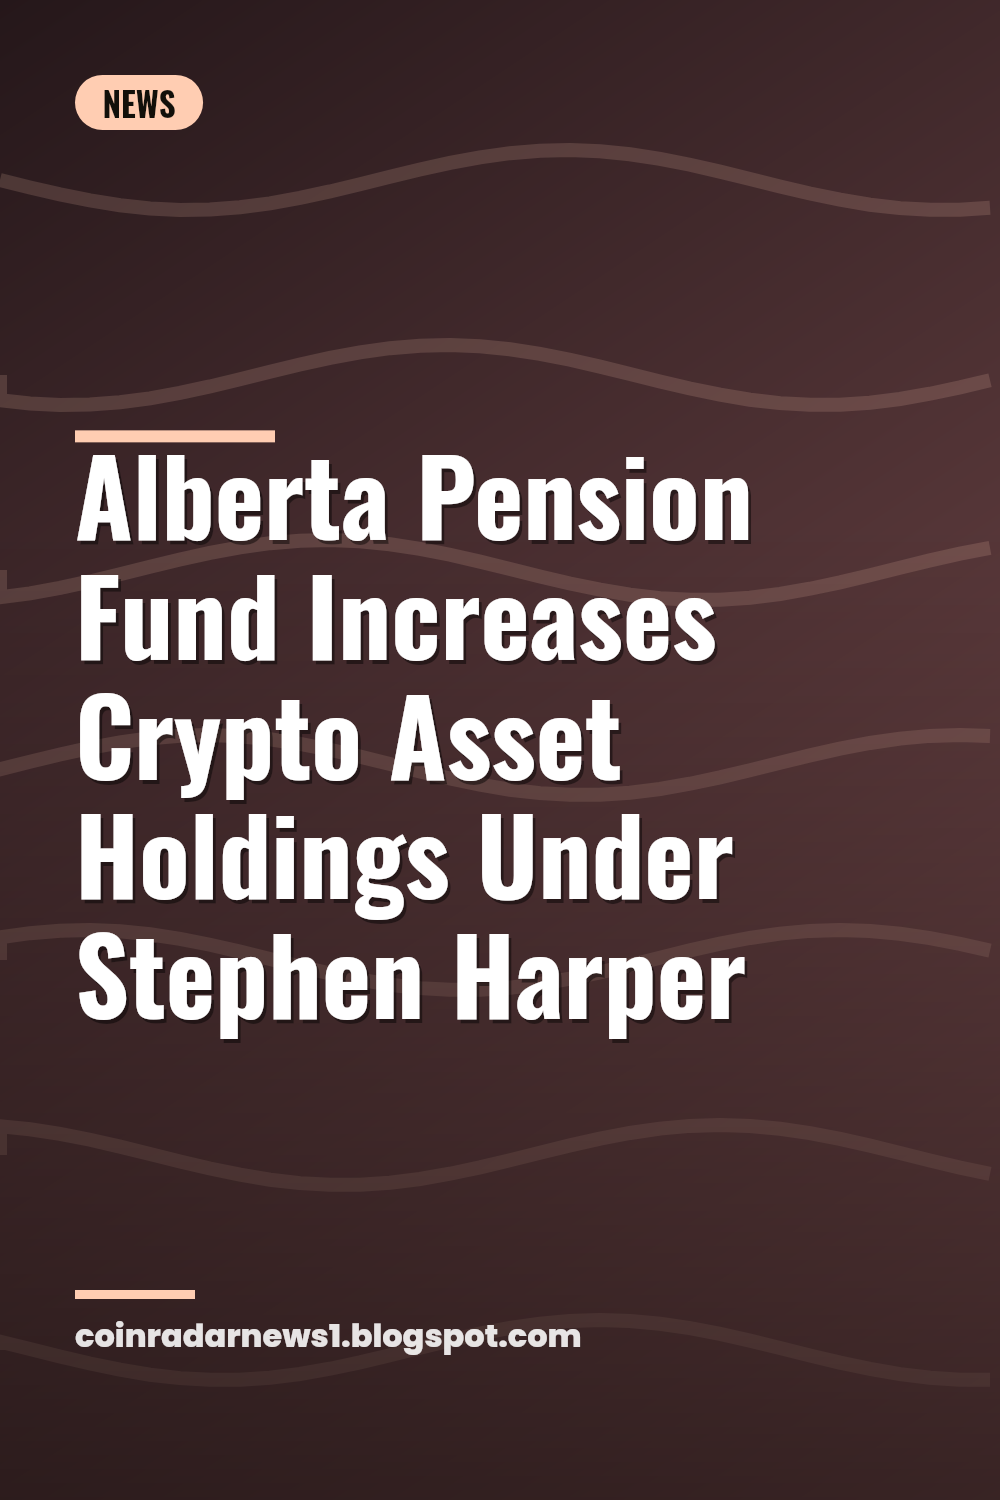 NEWS
Alberta Pension
Fund Increases
Crypto Asset
Holdings Under
Stephen Harper
coinradarnews1.blogspot.com